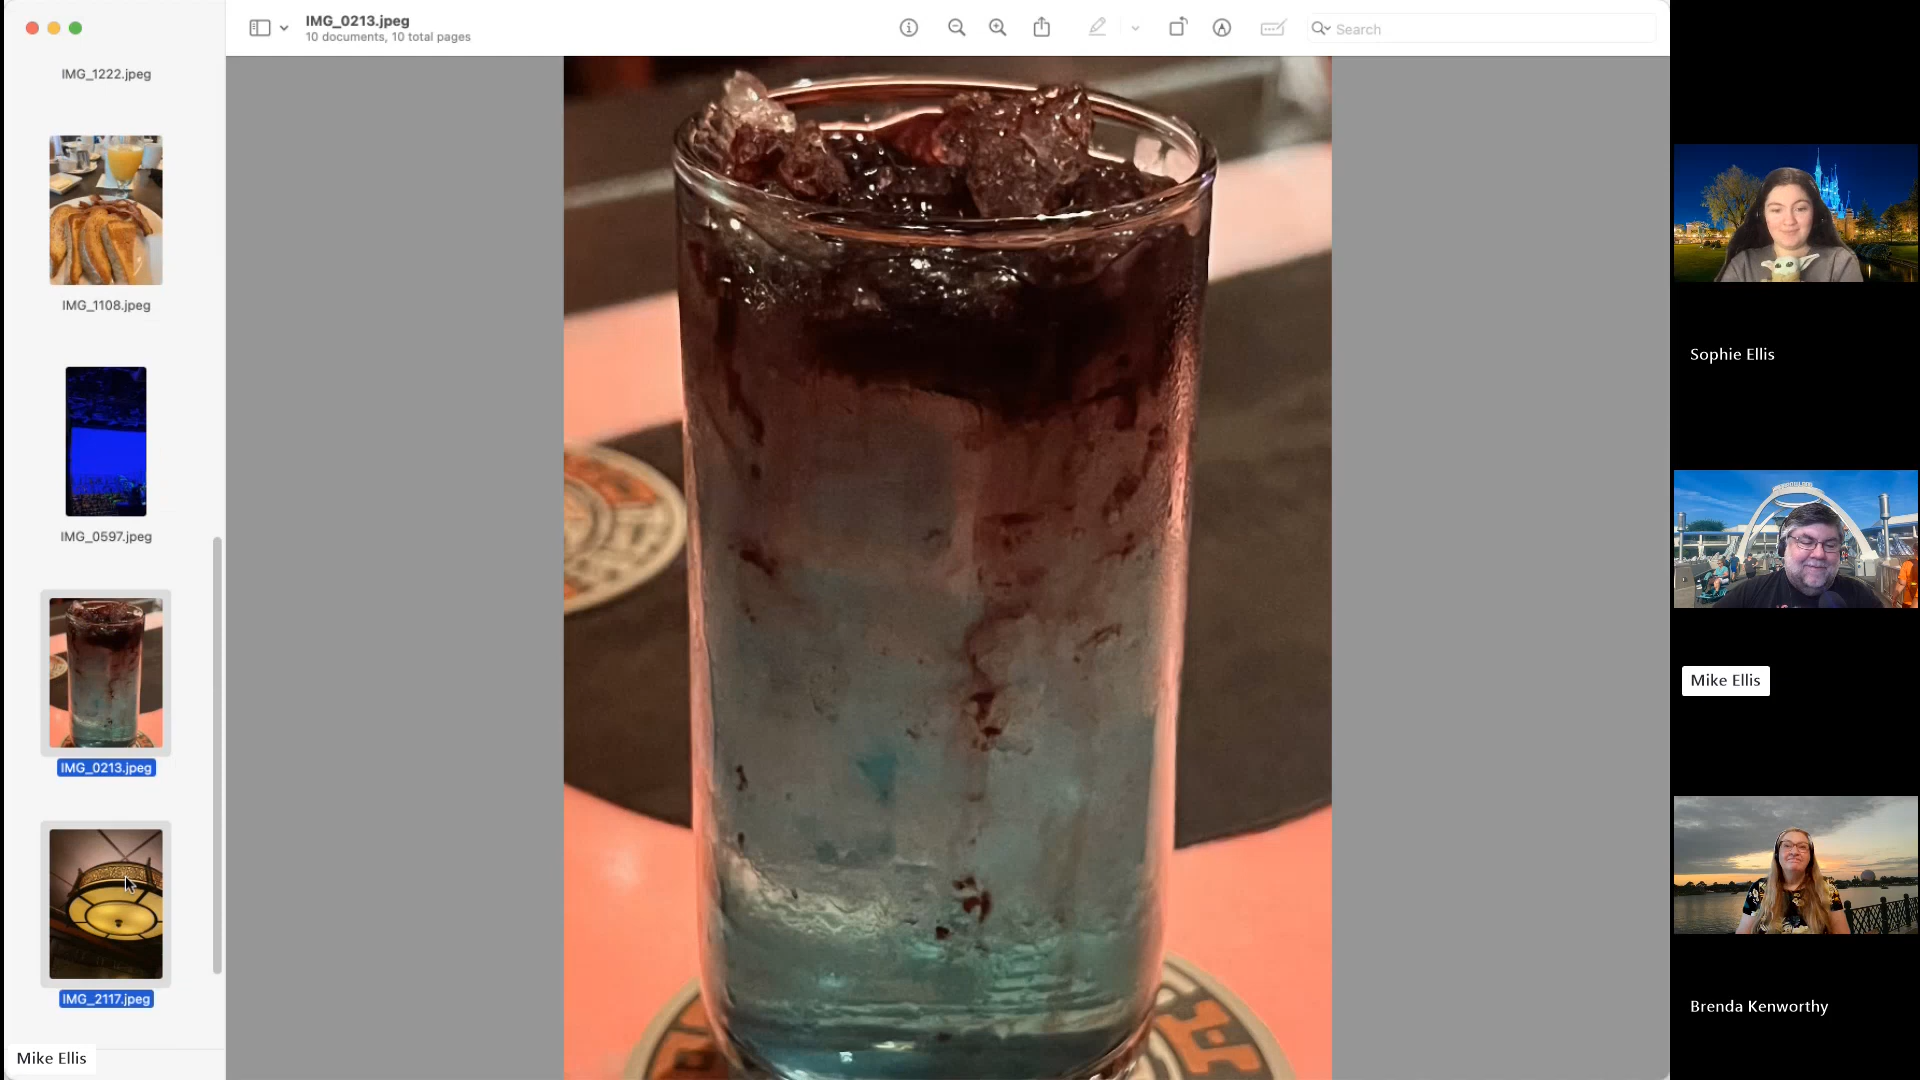 IMG_0213.jpeg
10 documents, 10 total pages
Search
IMG_1222.jpeg
IMG_1108.jpeg
IMG_0597.jpeg
IMG_0213.jpeg
IMG_2117.jpeg
Mike Ellis
Sophie Ellis
Mike Ellis
Brenda Kenworthy